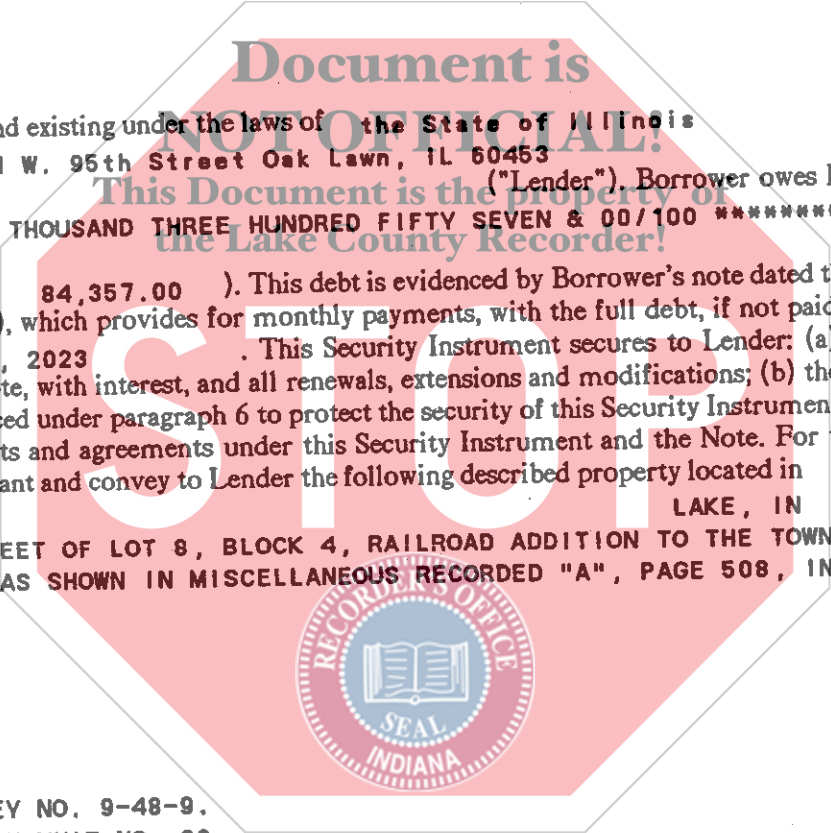 Document is
nd existing under the laws of the State of Illinois
NOT OFFICIAL!
W. 95th Street Oak Lawn, IL 60453
("Lender"). Borrower owes
This Document is the property of
THOUSAND THREE HUNDRED FIFTY SEVEN & 00/100 ********
the Lake County Recorder!
84,357.00 ). This debt is evidenced by Borrower's note dated
), which provides for monthly payments, with the full debt, if not paid
, 2023 . This Security Instrument secures to Lender: (a)
te, with interest, and all renewals, extensions and modifications; (b) the
ced under paragraph 6 to protect the security of this Security Instrumen
STOP
ts and agreements under this Security Instrument and the Note. For
ant and convey to Lender the following described property located in
LAKE, IN
EET OF LOT 8, BLOCK 4, RAILROAD ADDITION TO THE TOWN
AS SHOWN IN MISCELLANEOUS RECORDED "A", PAGE 508, IN
RECORDER'S OFFICE
SEAL
INDIANA
EY NO. 9-48-9.